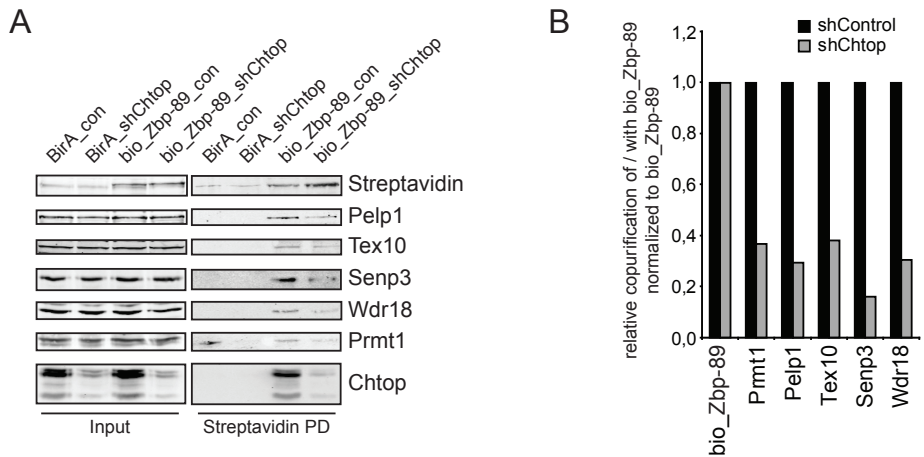 A
BirA_con
BirA_shChtop
bio_Zbp-89_con
bio_Zbp-89_shChtop
BirA_con
BirA_shChtop
bio_Zbp-89_con
bio_Zbp-89_shChtop
Streptavidin
Pelp1
Tex10
Senp3
Wdr18
Prmt1
Chtop
Input
Streptavidin PD
B
relative copurification of / with bio_Zbp-89
normalized to bio_Zbp-89
shControl
shChtop
1,2
1,0
0,8
0,6
0,4
0,2
0,0
bio_Zbp-89
Prmt1
Pelp1
Tex10
Senp3
Wdr18